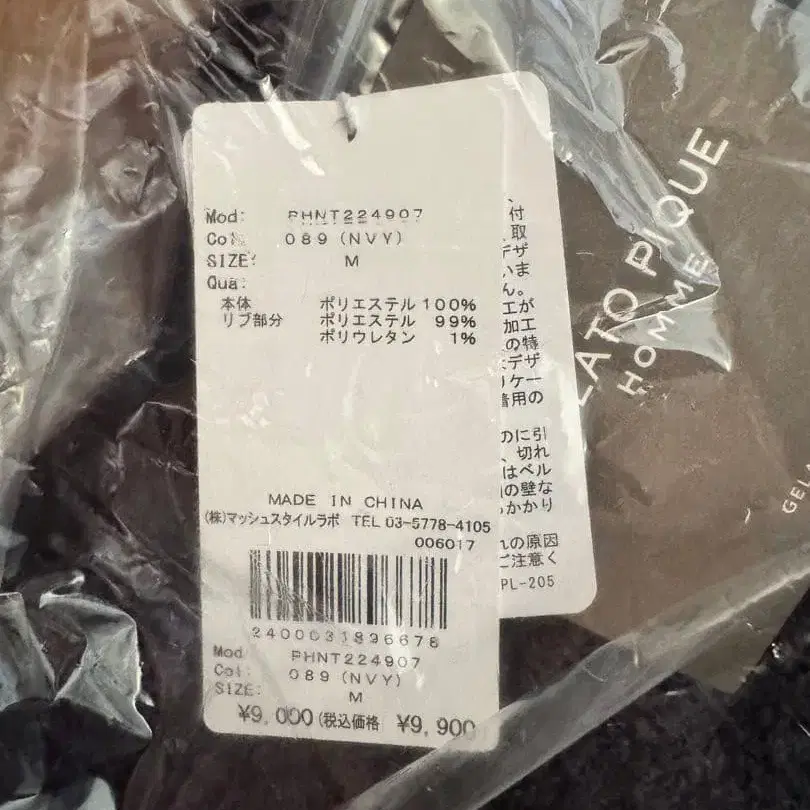 Mod: PHNT224907
Col: 089 (NVY)
SIZE: M
Qua:
本体 ポリエステル 100%
リブ部分 ポリエステル 99%
ポリウレタン 1%
MADE IN CHINA
(株)マッシュスタイルラボ TEL 03-5778-4105
006017
2400031896678
Mod PHNT224907
Col: 089 (NVY)
SIZE: M
¥9,000 (税込価格 ¥9,900
付
取
デザ
いま
ん。
工が
加工
の特
デザ
ケー
着用の
のに引
、切れ
はベル
の壁な
っかかり
れの原因
ご注意く
PL-205
LATO PIQUE
HOMME
GEL